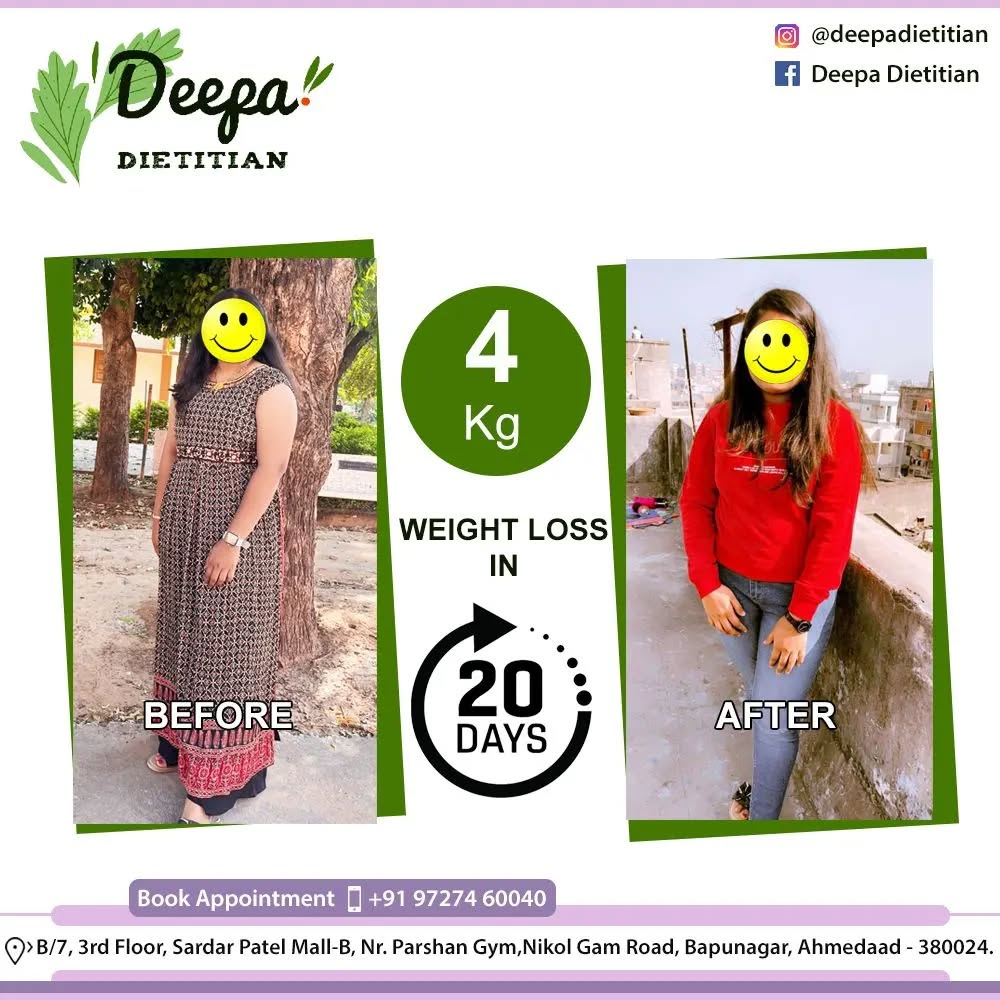 Deepa
DIETITIAN
@deepadietitian
Deepa Dietitian
4
Kg
WEIGHT LOSS
IN
20
DAYS
BEFORE
AFTER
Book Appointment +91 97274 60040
B/7, 3rd Floor, Sardar Patel Mall-B, Nr. Parshan Gym,Nikol Gam Road, Bapunagar, Ahmedaad - 380024.